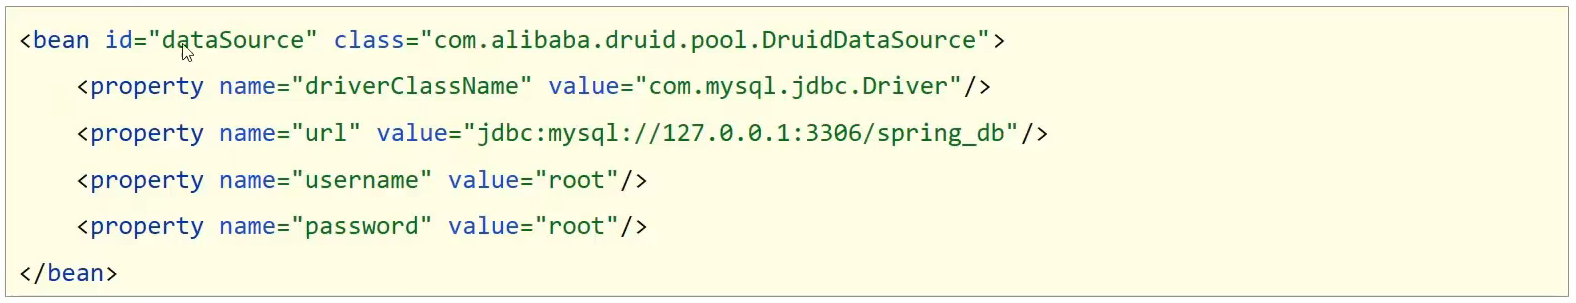 <bean id="dataSource" class="com.alibaba.druid.pool.DruidDataSource">
    <property name="driverClassName" value="com.mysql.jdbc.Driver"/>
    <property name="url" value="jdbc:mysql://127.0.0.1:3306/spring_db"/>
    <property name="username" value="root"/>
    <property name="password" value="root"/>
</bean>